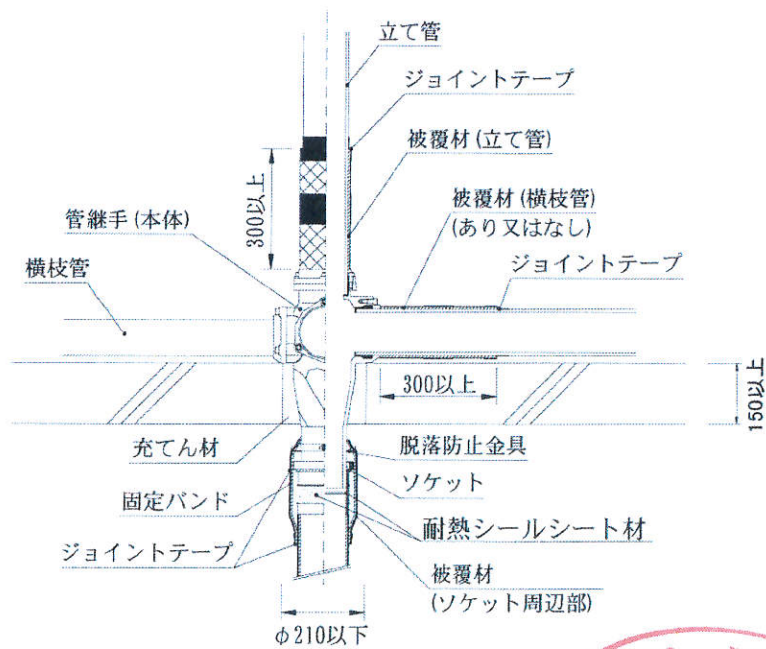 立て管
ジョイントテープ
被覆材(立て管)
被覆材(横枝管)
(あり又はなし)
ジョイントテープ
300以上
管継手(本体)
横枝管
300以上
150以上
充てん材
脱落防止金具
固定バンド
ソケット
耐熱シールシート材
ジョイントテープ
被覆材
(ソケット周辺部)
φ210以下